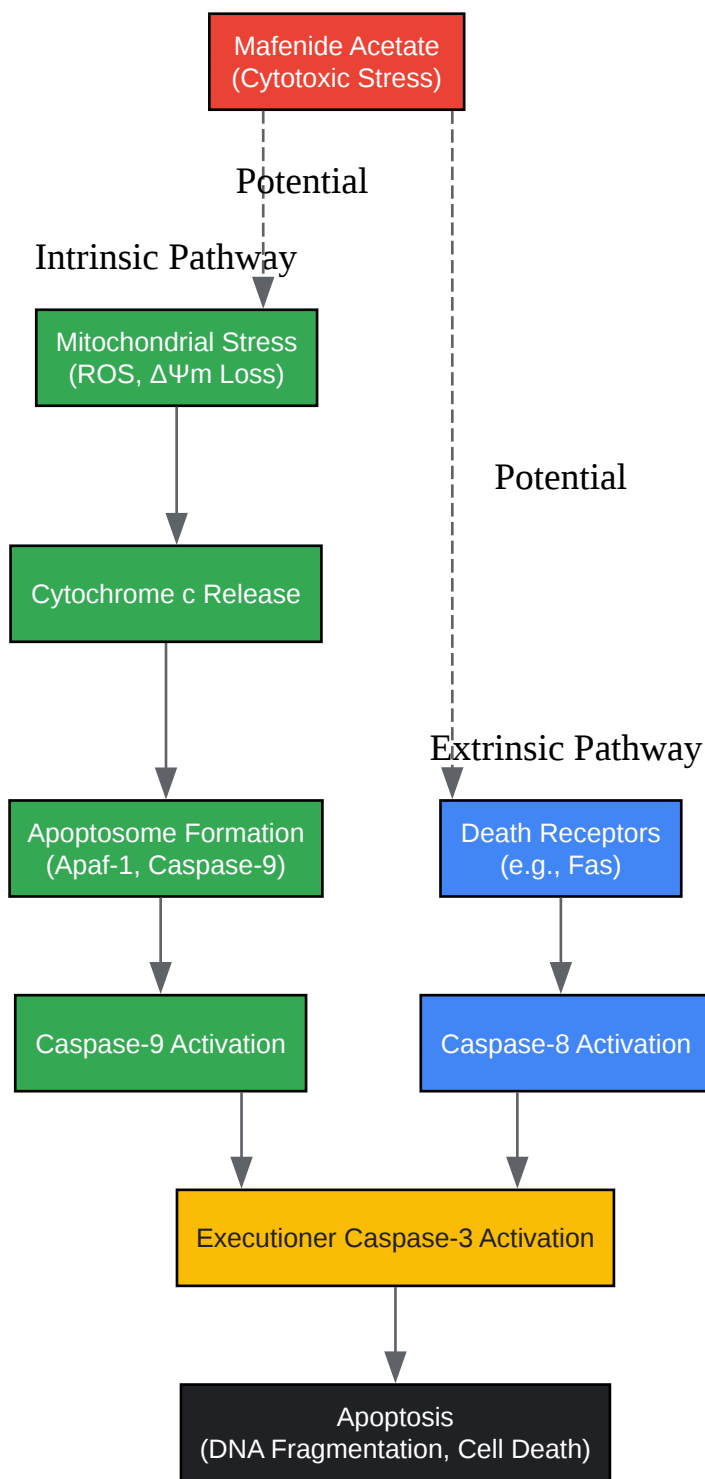 Mafenide Acetate
(Cytotoxic Stress)
Potential
Intrinsic Pathway
Mitochondrial Stress
(ROS, ΔΨm Loss)
Potential
Cytochrome c Release
Extrinsic Pathway
Apoptosome Formation
(Apaf-1, Caspase-9)
Death Receptors
(e.g., Fas)
Caspase-9 Activation
Caspase-8 Activation
Executioner Caspase-3 Activation
Apoptosis
(DNA Fragmentation, Cell Death)